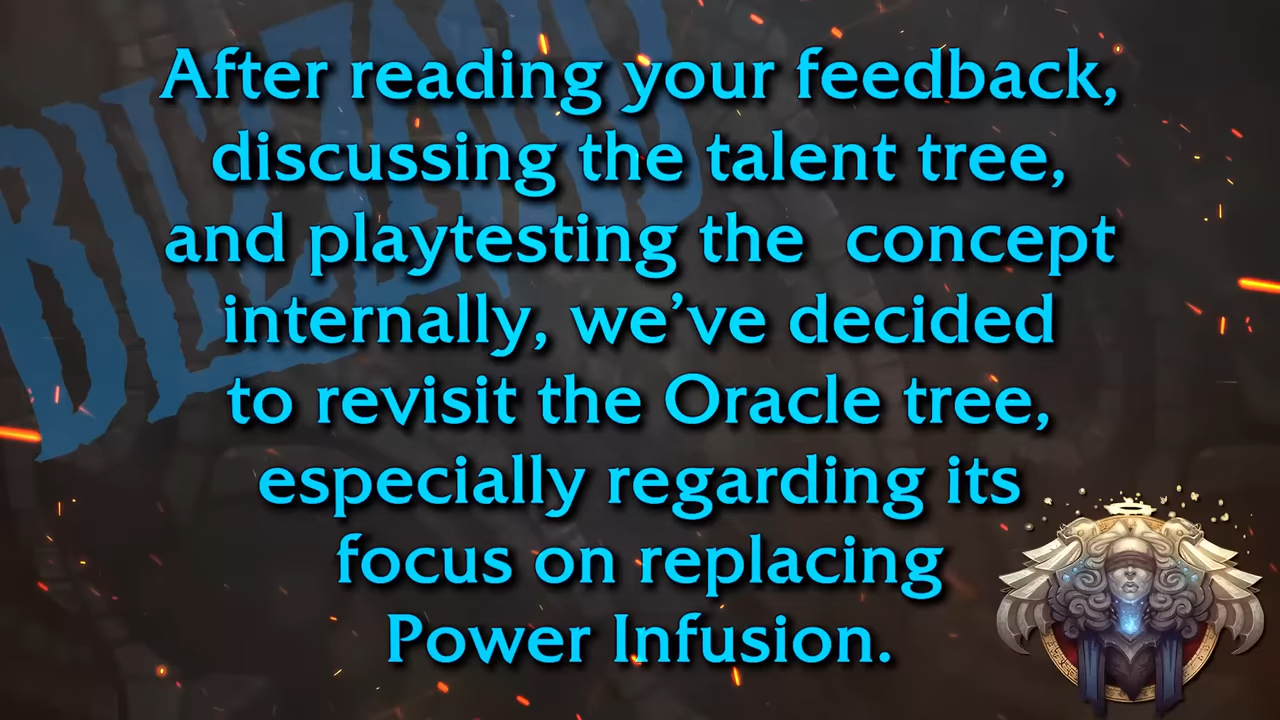 BLIZZARD
After reading your feedback,
discussing the talent tree,
and playtesting the  concept
internally, we’ve decided
to revisit the Oracle tree,
especially regarding its
focus on replacing
Power Infusion.